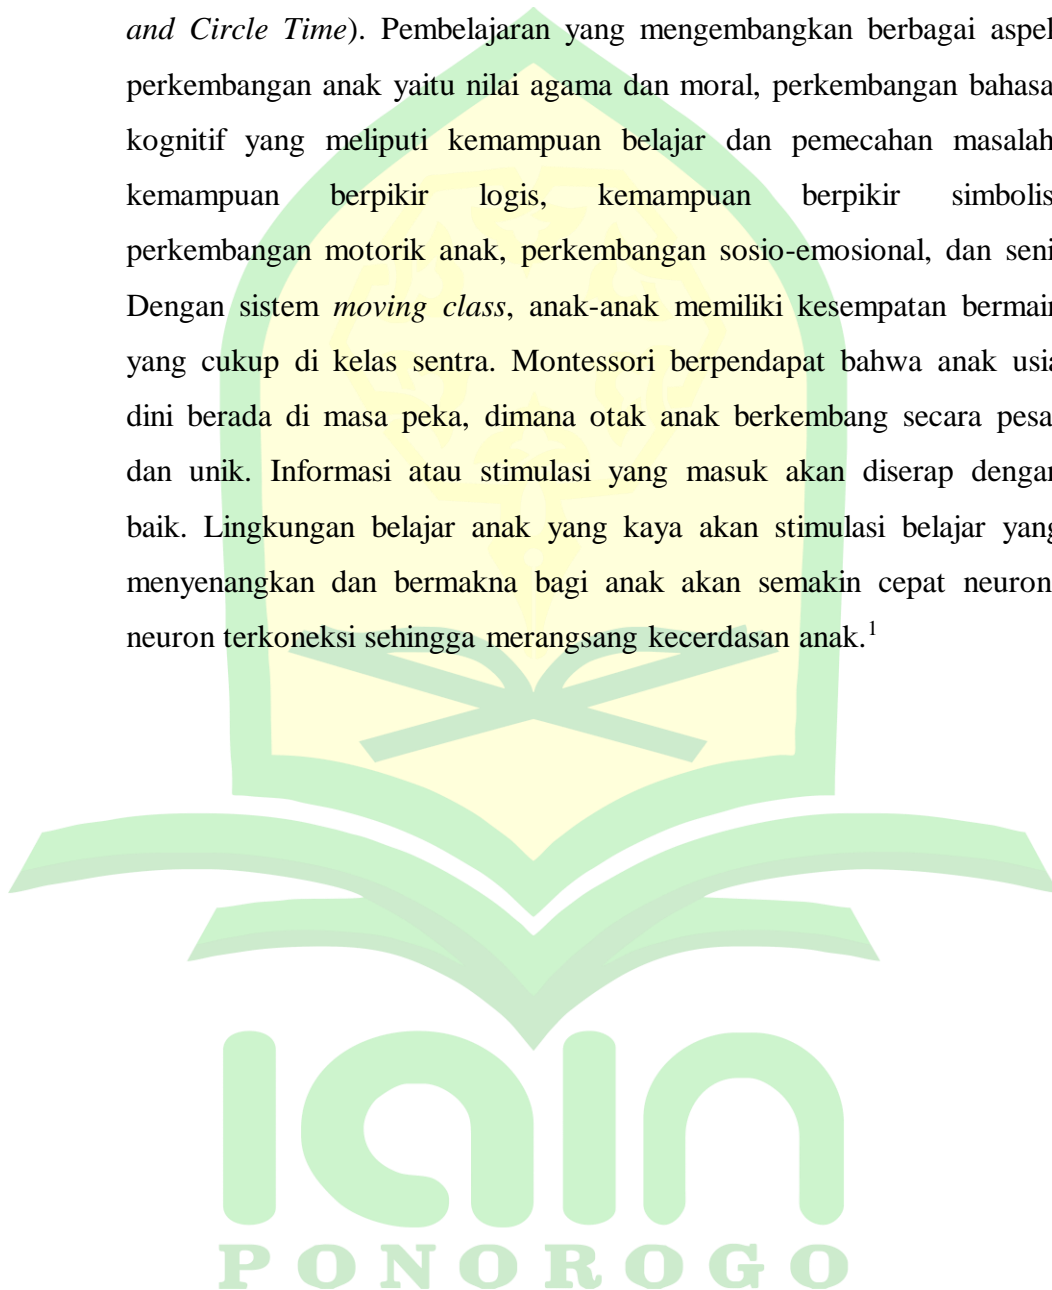 and Circle Time). Pembelajaran yang mengembangkan berbagai aspek
perkembangan anak yaitu nilai agama dan moral, perkembangan bahasa
kognitif yang meliputi kemampuan belajar dan pemecahan masalah
kemampuan berpikir logis, kemampuan berpikir simbolis
perkembangan motorik anak, perkembangan sosio-emosional, dan seni
Dengan sistem moving class, anak-anak memiliki kesempatan bermain
yang cukup di kelas sentra. Montessori berpendapat bahwa anak usia
dini berada di masa peka, dimana otak anak berkembang secara pesa
dan unik. Informasi atau stimulasi yang masuk akan diserap dengan
baik. Lingkungan belajar anak yang kaya akan stimulasi belajar yang
menyenangkan dan bermakna bagi anak akan semakin cepat neuron
neuron terkoneksi sehingga merangsang kecerdasan anak.1
iain
PONOROGO